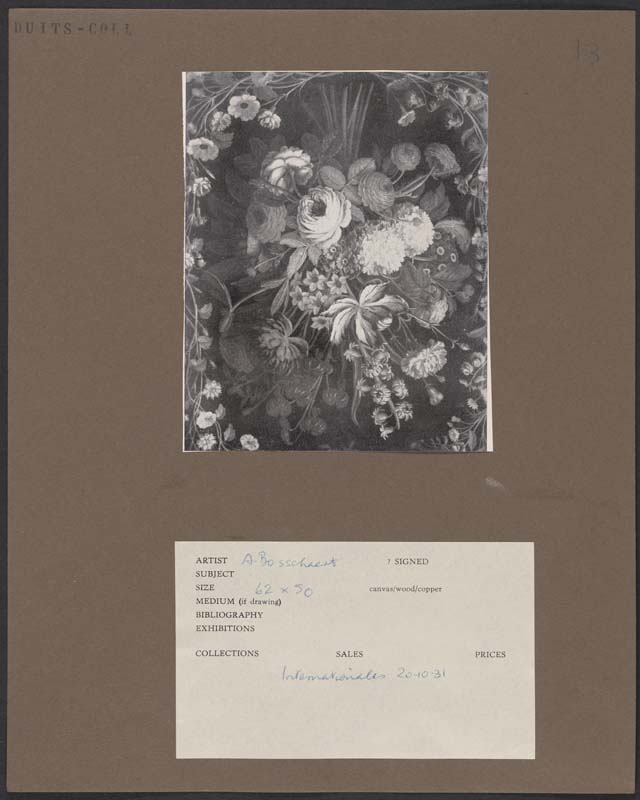 DUITS-COLL
13
ARTIST A. Bosschaert ? SIGNED
SUBJECT
SIZE 62 x 50 canvas/wood/copper
MEDIUM (if drawing)
BIBLIOGRAPHY
EXHIBITIONS
COLLECTIONS SALES PRICES
Internationales 20-10-31